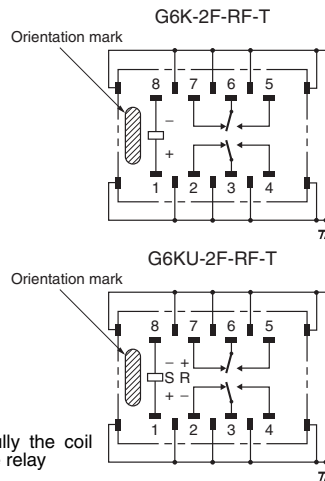 G6K-2F-RF-T
Orientation mark
8 7 6 5
−
+
1 2 3 4
G6KU-2F-RF-T
Orientation mark
8 7 6 5
− +
S R
+ −
1 2 3 4
lly the coil
relay